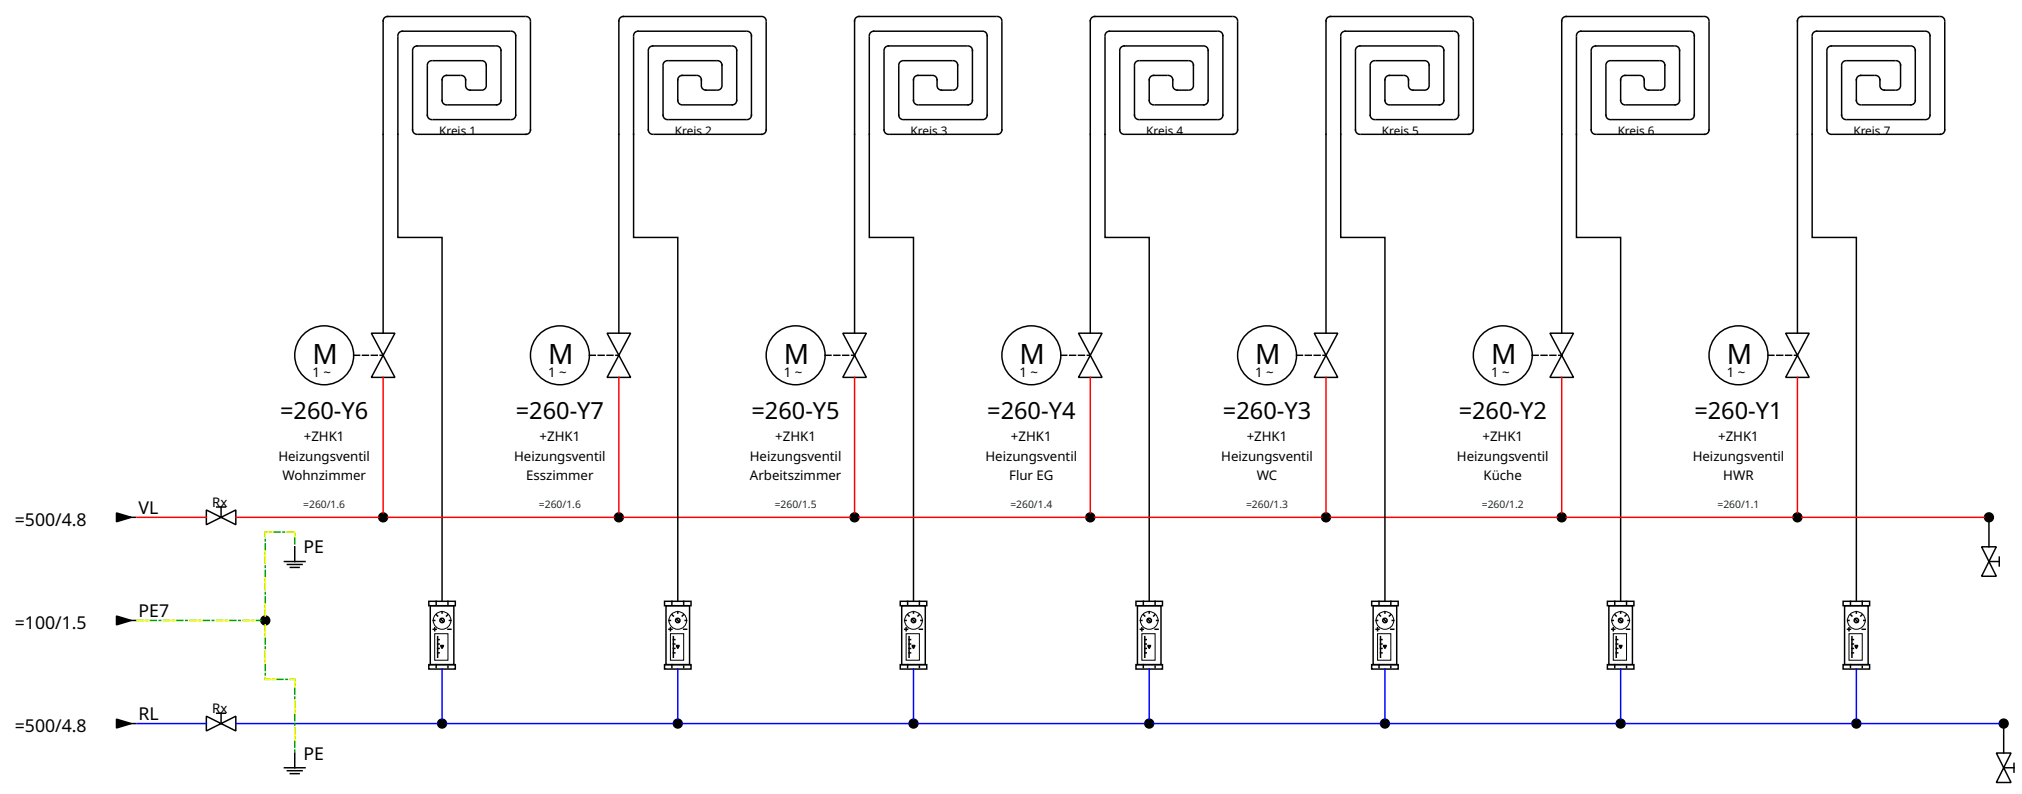 Kreis 1
Kreis 2
Kreis 3
Kreis 4
Kreis 5
Kreis 6
Kreis 7
M
1 ~
M
1 ~
M
1 ~
M
1 ~
M
1 ~
M
1 ~
M
1 ~
=260-Y6
+ZHK1
Heizungsventil
Wohnzimmer
=260/1.6
=260-Y7
+ZHK1
Heizungsventil
Esszimmer
=260/1.6
=260-Y5
+ZHK1
Heizungsventil
Arbeitszimmer
=260/1.5
=260-Y4
+ZHK1
Heizungsventil
Flur EG
=260/1.4
=260-Y3
+ZHK1
Heizungsventil
WC
=260/1.3
=260-Y2
+ZHK1
Heizungsventil
Küche
=260/1.2
=260-Y1
+ZHK1
Heizungsventil
HWR
=260/1.1
=500/4.8
VL
Rx
PE
=100/1.5
PE7
=500/4.8
RL
Rx
PE